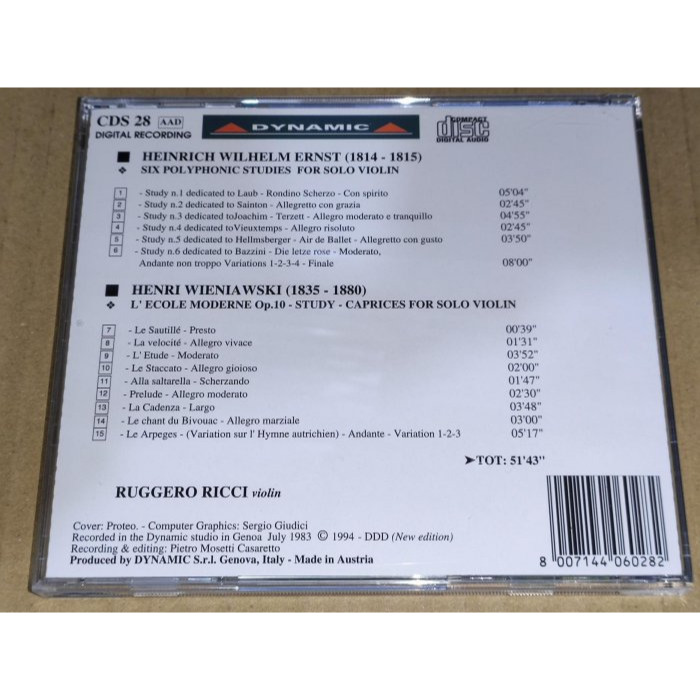 CDS 28 AAD
DIGITAL RECORDING
DYNAMIC
COMPACT
disc
DIGITAL AUDIO
■ HEINRICH WILHELM ERNST (1814 - 1815)
❖ SIX POLYPHONIC STUDIES FOR SOLO VIOLIN
1 - Study n.1 dedicated to Laub - Rondino Scherzo - Con spirito 05'04"
2 - Study n.2 dedicated to Sainton - Allegretto con grazia 02'45"
3 - Study n.3 dedicated toJoachim - Terzett - Allegro moderato e tranquillo 04'55"
4 - Study n.4 dedicated toVieuxtemps - Allegro risoluto 02'45"
5 - Study n.5 dedicated to Hellmsberger - Air de Ballet - Allegretto con gusto 03'50"
6 - Study n.6 dedicated to Bazzini - Die letze rose - Moderato,
Andante non troppo Variations 1-2-3-4 - Finale 08'00"
■ HENRI WIENIAWSKI (1835 - 1880)
❖ L' ECOLE MODERNE Op.10 - STUDY - CAPRICES FOR SOLO VIOLIN
7 - Le Sautillé - Presto 00'39"
8 - La velocité - Allegro vivace 01'31"
9 - L' Etude - Moderato 03'52"
10 - Le Staccato - Allegro gioioso 02'00"
11 - Alla saltarella - Scherzando 01'47"
12 - Prelude - Allegro moderato 02'30"
13 - La Cadenza - Largo 03'48"
14 - Le chant du Bivouac - Allegro marziale 03'00"
15 - Le Arpeges - (Variation sur l' Hymne autrichien) - Andante - Variation 1-2-3 05'17"
➤TOT: 51'43"
RUGGERO RICCI violin
Cover: Proteo. - Computer Graphics: Sergio Giudici
Recorded in the Dynamic studio in Genoa July 1983 © 1994 - DDD (New edition)
Recording & editing: Pietro Mosetti Casaretto
Produced by DYNAMIC S.r.l. Genova, Italy - Made in Austria
8 007144 060282